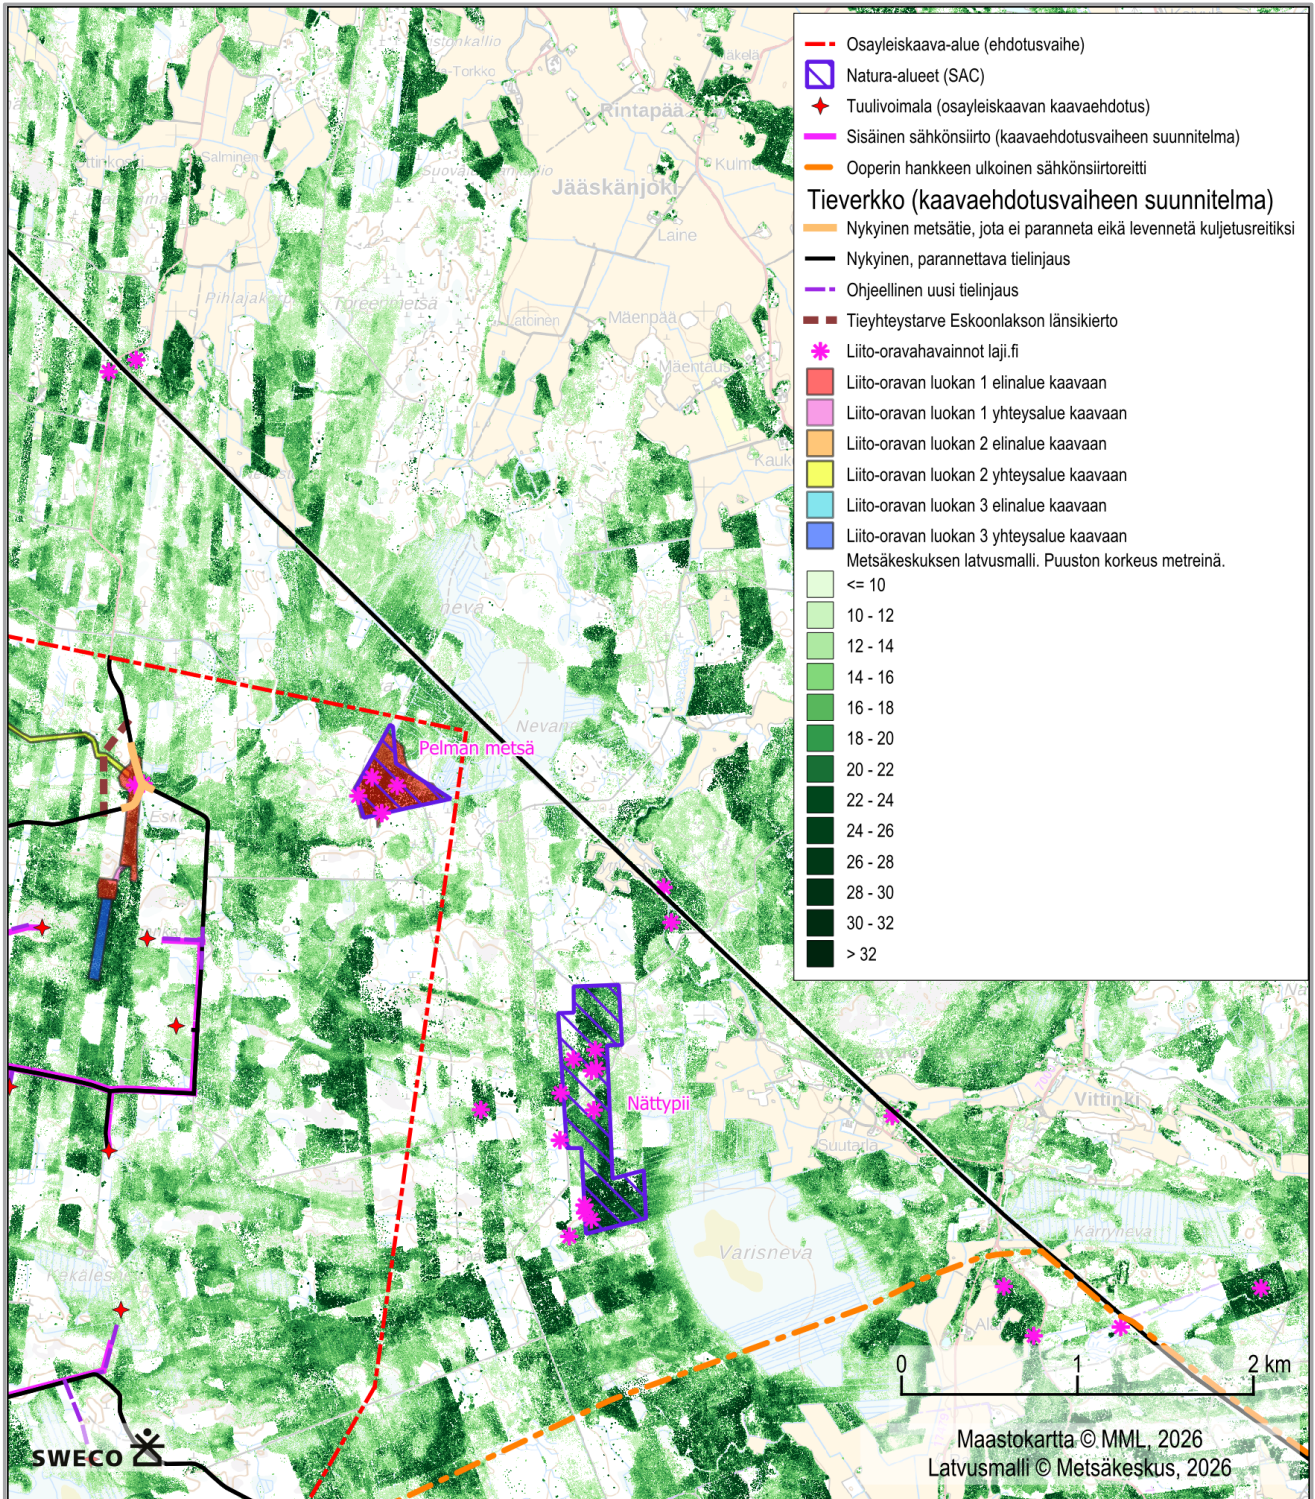 Osayleiskaava-alue (ehdotusvaihe)
Natura-alueet (SAC)
Tuulivoimala (osayleiskaavan kaavaehdotus)
Sisäinen sähkönsiirto (kaavaehdotusvaiheen suunnitelma)
Ooperin hankkeen ulkoinen sähkönsiirtoreitti
Tieverkko (kaavaehdotusvaiheen suunnitelma)
Nykyinen metsätie, jota ei paranneta eikä levennetä kuljetusreitiksi
Nykyinen, parannettava tielinjaus
Ohjeellinen uusi tielinjaus
Tieyhteystarve Eskoonlakson länsikierto
Liito-oravahavainnot laji.fi
Liito-oravan luokan 1 elinalue kaavaan
Liito-oravan luokan 1 yhteysalue kaavaan
Liito-oravan luokan 2 elinalue kaavaan
Liito-oravan luokan 2 yhteysalue kaavaan
Liito-oravan luokan 3 elinalue kaavaan
Liito-oravan luokan 3 yhteysalue kaavaan
Metsäkeskuksen latvusmalli. Puuston korkeus metreinä.
<= 10
10 - 12
12 - 14
14 - 16
16 - 18
18 - 20
20 - 22
22 - 24
24 - 26
26 - 28
28 - 30
30 - 32
> 32
Rintapää
Salminen
Jääskänjoki
Laine
Pihlajakorpi
Toreenmetsä
Latoinen
Mäenpää
Mäentaus
Pelman metsä
Nättypii
Vittinki
Suutarla
Kärryneva
Varisneva
0 1 2 km
Maastokartta © MML, 2026
Latvusmalli © Metsäkeskus, 2026
SWECO